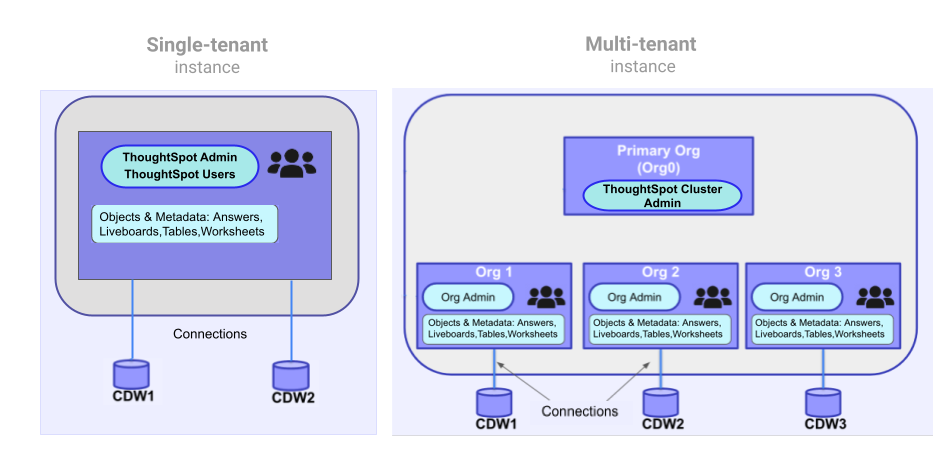 Single-tenant
instance
ThoughtSpot Admin
ThoughtSpot Users
Objects & Metadata: Answers,
Liveboards,Tables,Worksheets
Connections
CDW1
CDW2
Multi-tenant
instance
Primary Org
(Org0)
ThoughtSpot Cluster
Admin
Org 1
Org Admin
Objects & Metadata: Answers,
Liveboards,Tables,Worksheets
Org 2
Org Admin
Objects & Metadata: Answers,
Liveboards,Tables,Worksheets
Org 3
Org Admin
Objects & Metadata: Answers,
Liveboards,Tables,Worksheets
Connections
CDW1
CDW2
CDW3